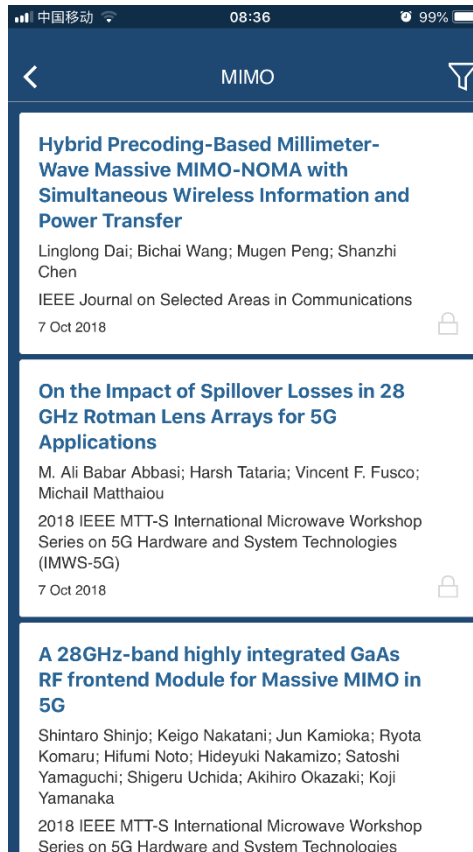 中国移动 08:36 99%
MIMO
Hybrid Precoding-Based Millimeter-
Wave Massive MIMO-NOMA with
Simultaneous Wireless Information and
Power Transfer
Linglong Dai; Bichai Wang; Mugen Peng; Shanzhi
Chen
IEEE Journal on Selected Areas in Communications
7 Oct 2018
On the Impact of Spillover Losses in 28
GHz Rotman Lens Arrays for 5G
Applications
M. Ali Babar Abbasi; Harsh Tataria; Vincent F. Fusco;
Michail Matthaiou
2018 IEEE MTT-S International Microwave Workshop
Series on 5G Hardware and System Technologies
(IMWS-5G)
7 Oct 2018
A 28GHz-band highly integrated GaAs
RF frontend Module for Massive MIMO in
5G
Shintaro Shinjo; Keigo Nakatani; Jun Kamioka; Ryota
Komaru; Hifumi Noto; Hideyuki Nakamizo; Satoshi
Yamaguchi; Shigeru Uchida; Akihiro Okazaki; Koji
Yamanaka
2018 IEEE MTT-S International Microwave Workshop
Series on 5G Hardware and System Technologies